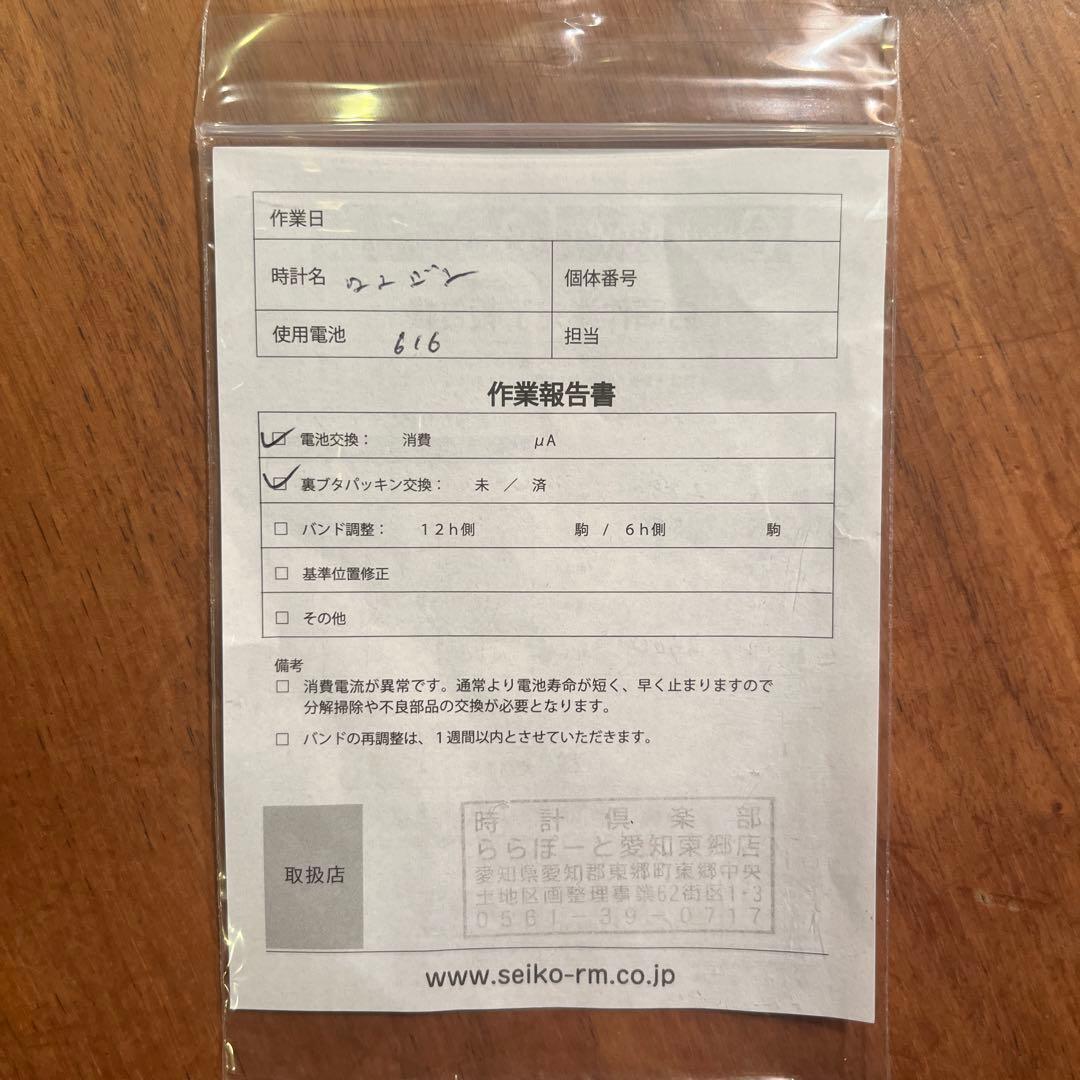 作業日
時計名
個体番号
使用電池 616
担当
作業報告書
電池交換： 消費 μA
裏ブタパッキン交換： 未 ／ 済
バンド調整： 12h側 駒 / 6h側 駒
基準位置修正
その他
備考
消費電流が異常です。通常より電池寿命が短く、早く止まりますので
分解掃除や不良部品の交換が必要となります。
バンドの再調整は、1週間以内とさせていただきます。
取扱店
時計倶楽部
ららぽーと愛知東郷店
愛知県愛知郡東郷町東郷中央
土地区画整理事業62街区1-3
0561-39-0717
www.seiko-rm.co.jp